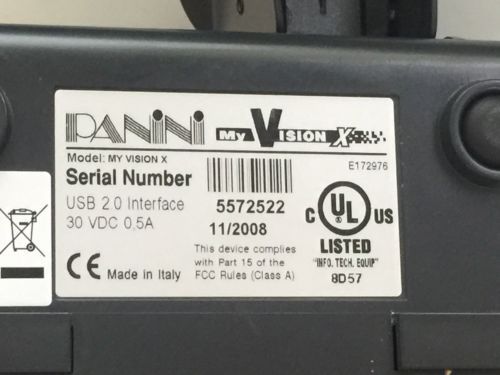 PANINI My VISION X
Model: MY VISION X
E172976
Serial Number
USB 2.0 Interface
5572522
30 VDC 0,5A
11/2008
C UL US
LISTED
"INFO. TECH. EQUIP"
8D57
This device complies
with Part 15 of the
FCC Rules (Class A)
CE Made in Italy